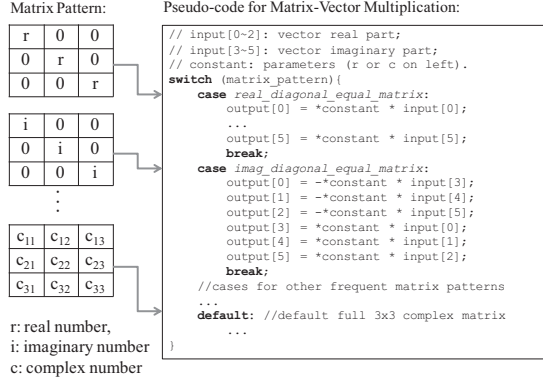 Matrix Pattern:
r 0 0
0 r 0
0 0 r
i 0 0
0 i 0
0 0 i
⋮
c11 c12 c13
c21 c22 c23
c31 c32 c33
r: real number,
i: imaginary number
c: complex number
Pseudo-code for Matrix-Vector Multiplication:
// input[0~2]: vector real part;
// input[3~5]: vector imaginary part;
// constant: parameters (r or c on left).
switch (matrix_pattern){
case real_diagonal_equal_matrix:
output[0] = *constant * input[0];
...
output[5] = *constant * input[5];
break;
case imag_diagonal_equal_matrix:
output[0] = -*constant * input[3];
output[1] = -*constant * input[4];
output[2] = -*constant * input[5];
output[3] = *constant * input[0];
output[4] = *constant * input[1];
output[5] = *constant * input[2];
break;
//cases for other frequent matrix patterns
...
default: //default full 3x3 complex matrix
...
}